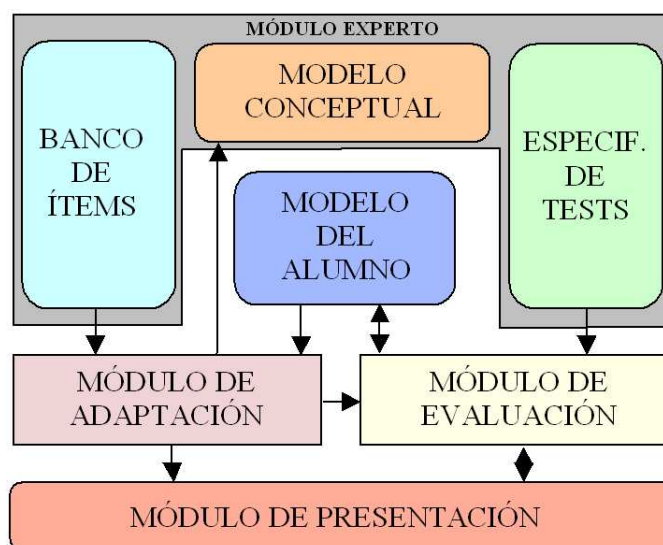 MÓDULO EXPERTO
BANCO
DE
ÍTEMS
MODELO
CONCEPTUAL
ESPECIF.
DE
TESTS
MODELO
DEL
ALUMNO
MÓDULO DE
ADAPTACIÓN
MÓDULO DE
EVALUACIÓN
MÓDULO DE PRESENTACIÓN